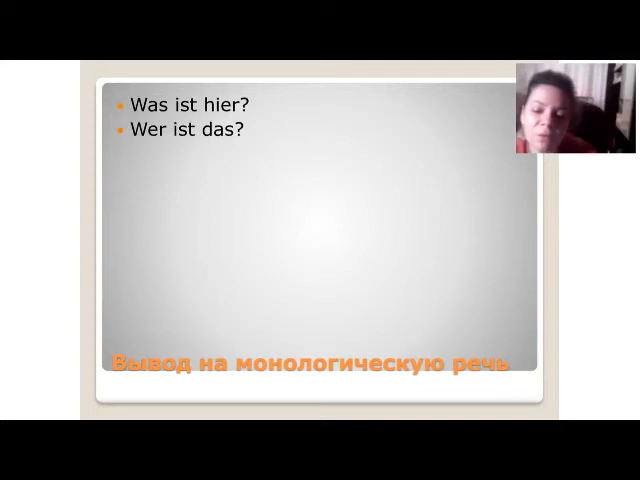 Was ist hier?
Wer ist das?
Вывод на монологическую речь